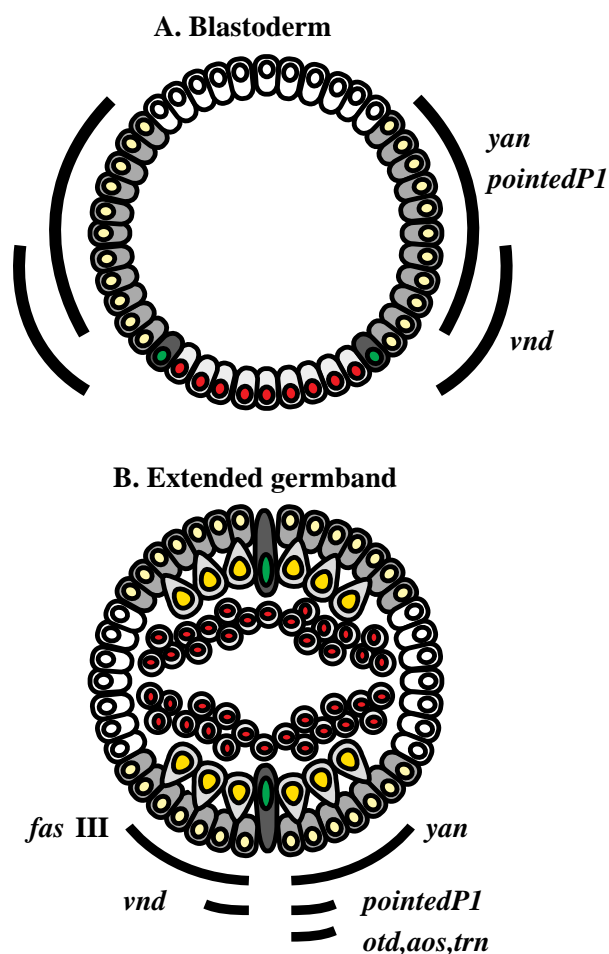 A. Blastoderm
yan
pointedP1
vnd
B. Extended germband
fas III
yan
vnd
pointedP1
otd,aos,trn